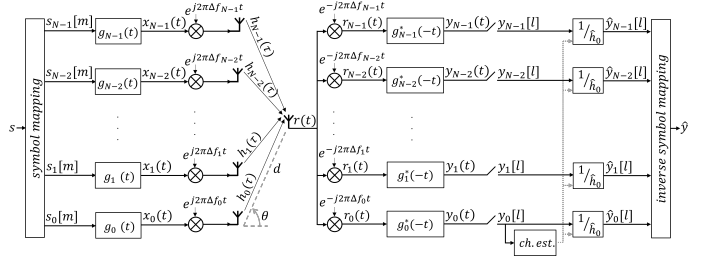 s
symbol mapping
s_{N−1}[m] g_{N−1}(t) x_{N−1}(t) e^{j2πΔf_{N−1}t} h_{N−1}(τ)
s_{N−2}[m] g_{N−2}(t) x_{N−2}(t) e^{j2πΔf_{N−2}t} h_{N−2}(τ)
s_1[m] g_1 (t) x_1(t) e^{j2πΔf_1t} h_1(τ)
s_0[m] g_0 (t) x_0(t) e^{j2πΔf_0t} h_0(τ)
d
θ
r(t)
e^{−j2πΔf_{N−1}t} r_{N−1}(t) g^*_{N−1}(−t) y_{N−1}(t) y_{N−1}[l] 1/ĥ_0 ŷ_{N−1}[l]
e^{−j2πΔf_{N−2}t} r_{N−2}(t) g^*_{N−2}(−t) y_{N−2}(t) y_{N−2}[l] 1/ĥ_0 ŷ_{N−2}[l]
e^{−j2πΔf_1t} r_1(t) g^*_1(−t) y_1(t) y_1[l] 1/ĥ_0 ŷ_1[l]
e^{−j2πΔf_0t} r_0(t) g^*_0(−t) y_0(t) y_0[l] 1/ĥ_0 ŷ_0[l]
ch. est.
inverse symbol mapping
ŷ